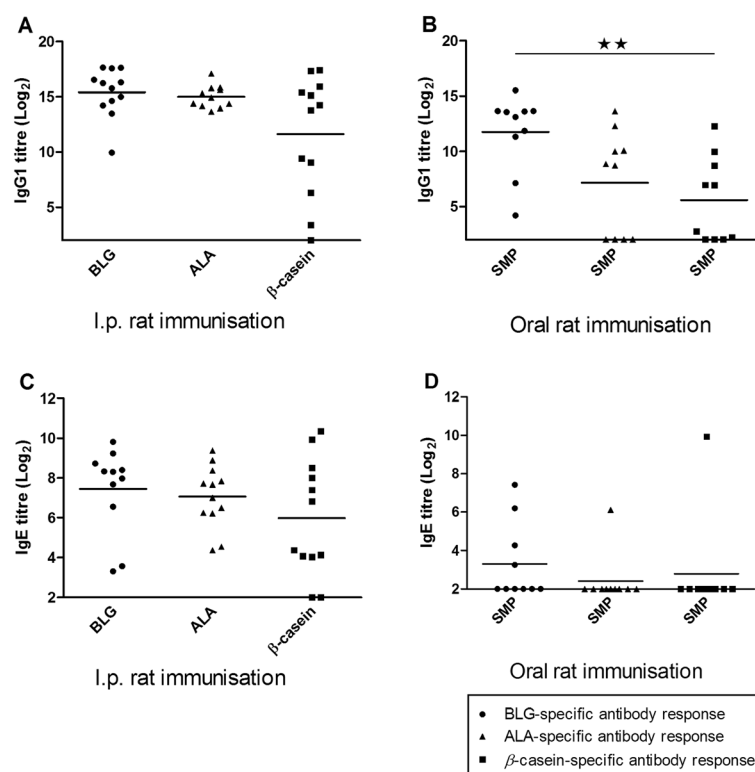 A
IgG1 titre (Log2)
20
15
10
5
BLG
ALA
β-casein
I.p. rat immunisation
B
★★
IgG1 titre (Log2)
20
15
10
5
SMP
SMP
SMP
Oral rat immunisation
C
IgE titre (Log2)
12
10
8
6
4
2
BLG
ALA
β-casein
I.p. rat immunisation
D
IgE titre (Log2)
12
10
8
6
4
2
SMP
SMP
SMP
Oral rat immunisation
BLG-specific antibody response
ALA-specific antibody response
β-casein-specific antibody response